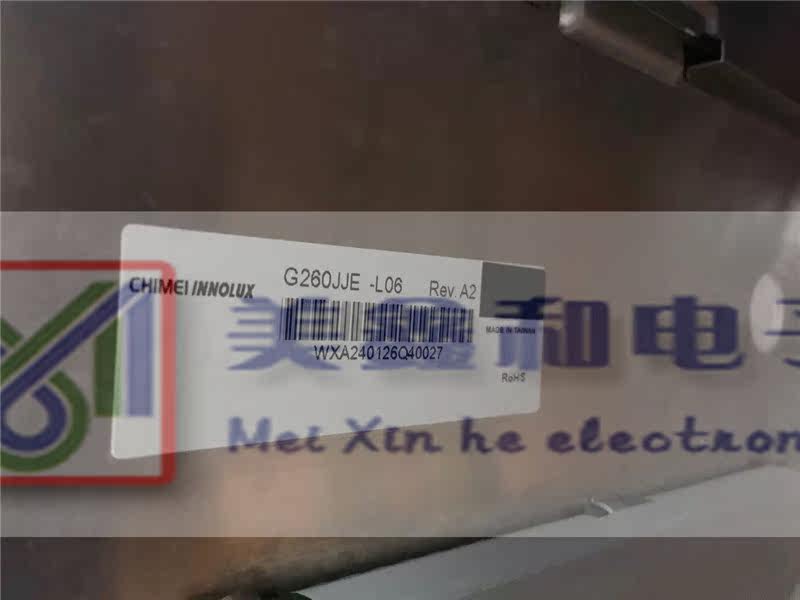 CHIMEI INNOLUX
G260JJE -L06 Rev. A2
WXA240126Q40027
MADE IN TAIWAN
RoHS
美鑫和电子
Mei Xin he electron